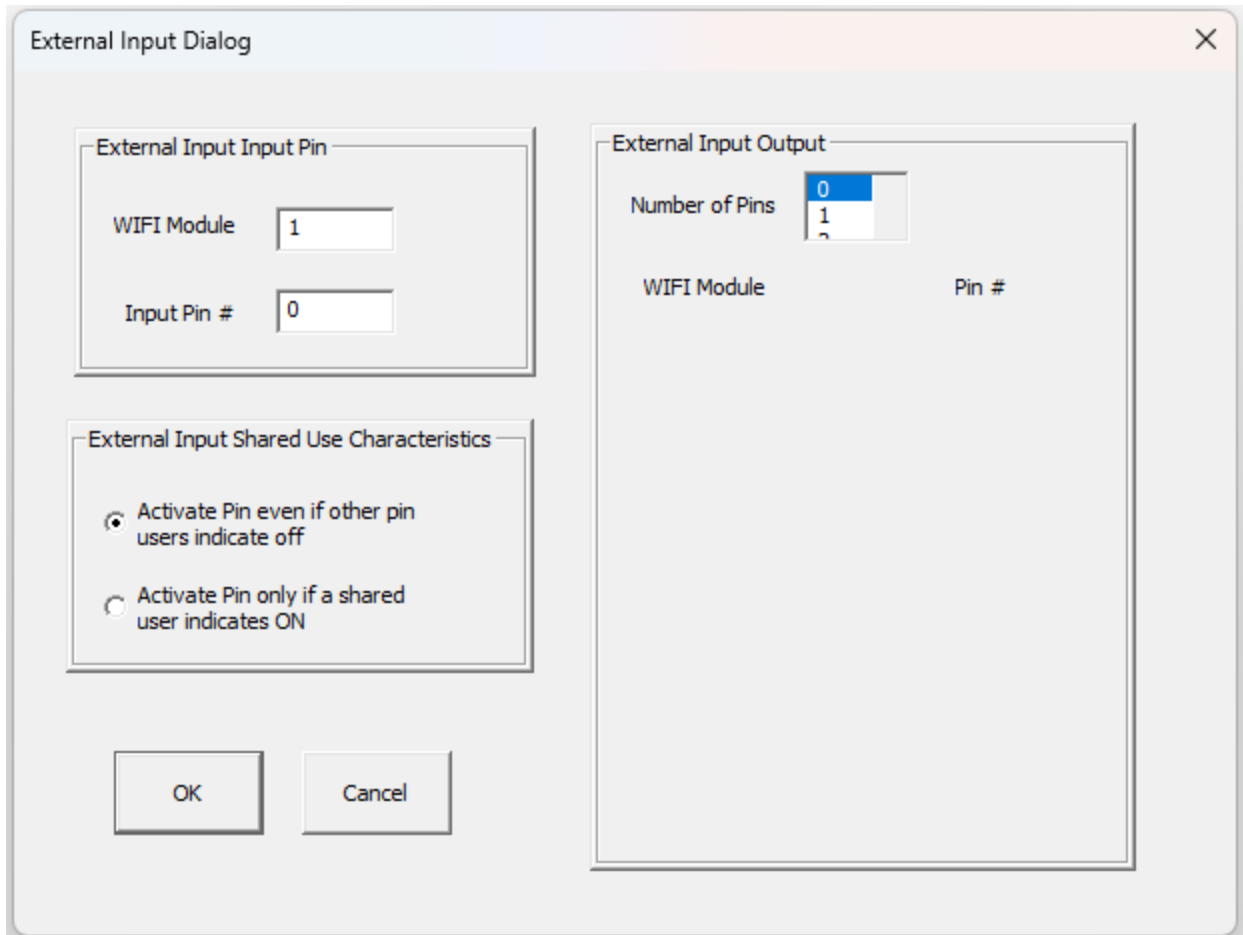 External Input Dialog
External Input Input Pin
WIFI Module
1
Input Pin #
0
External Input Shared Use Characteristics
Activate Pin even if other pin
users indicate off
Activate Pin only if a shared
user indicates ON
OK
Cancel
External Input Output
Number of Pins
0
1
WIFI Module
Pin #